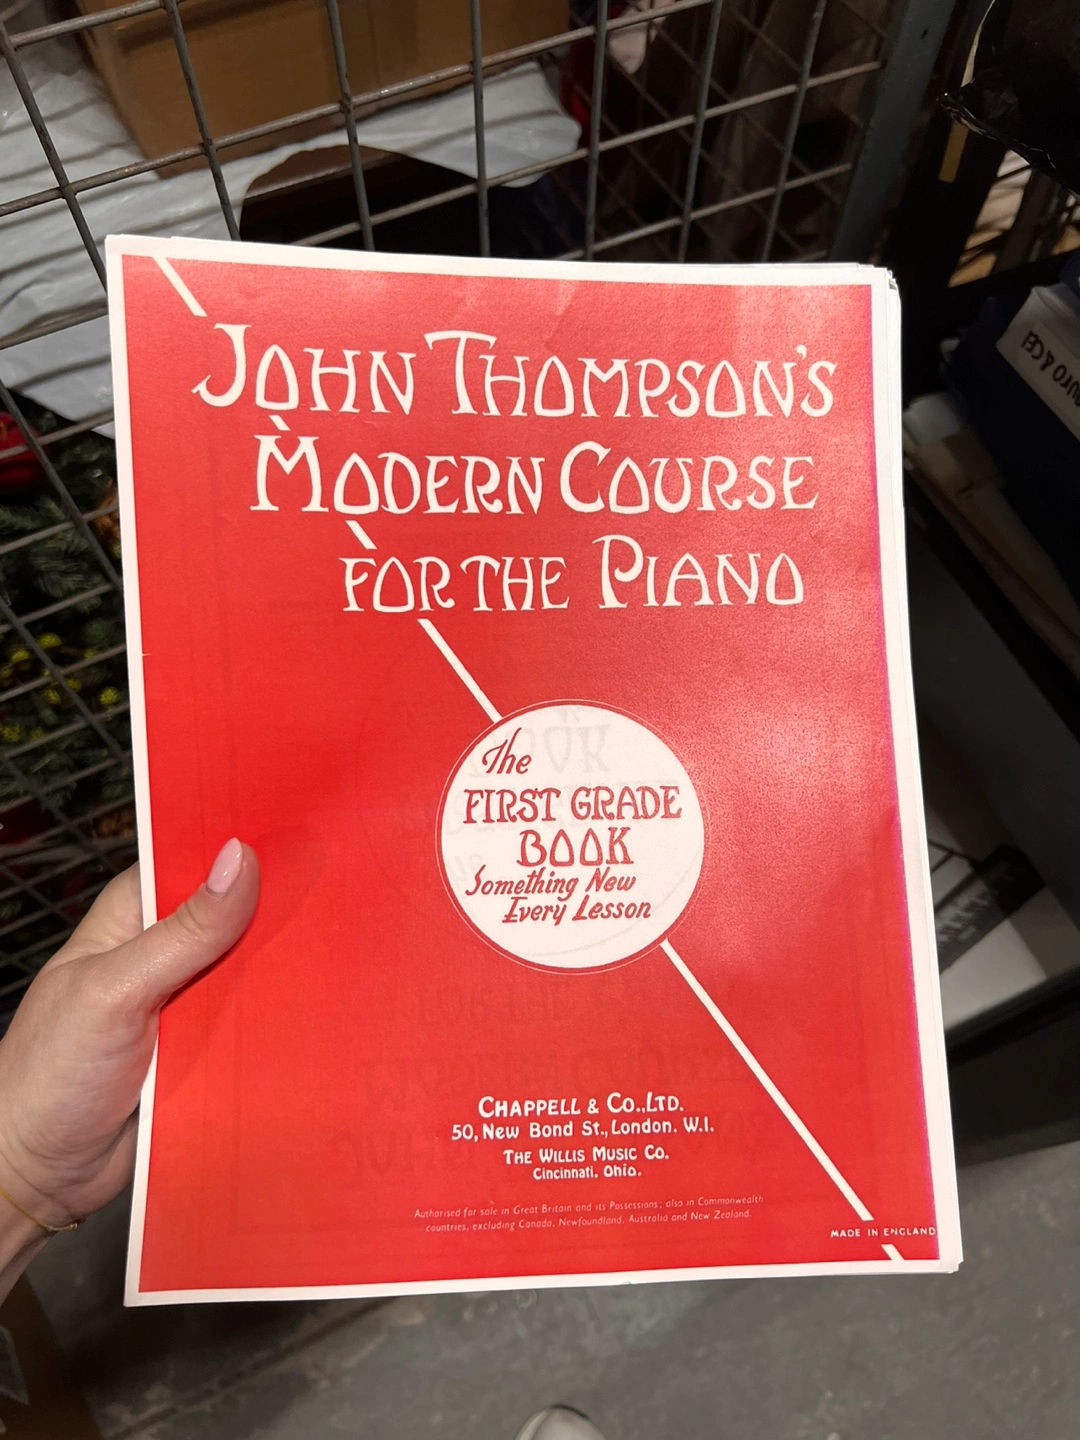 JOHN THOMPSON'S
MODERN COURSE
FOR THE PIANO
The
FIRST GRADE
BOOK
Something New
Every Lesson
CHAPPELL & CO., LTD.
50, New Bond St., London. W.I.
THE WILLIS MUSIC CO.
Cincinnati, Ohio.
Authorised for sale in Great Britain and its Possessions; also in Commonwealth
countries, excluding Canada, Newfoundland, Australia and New Zealand.
MADE IN ENGLAND